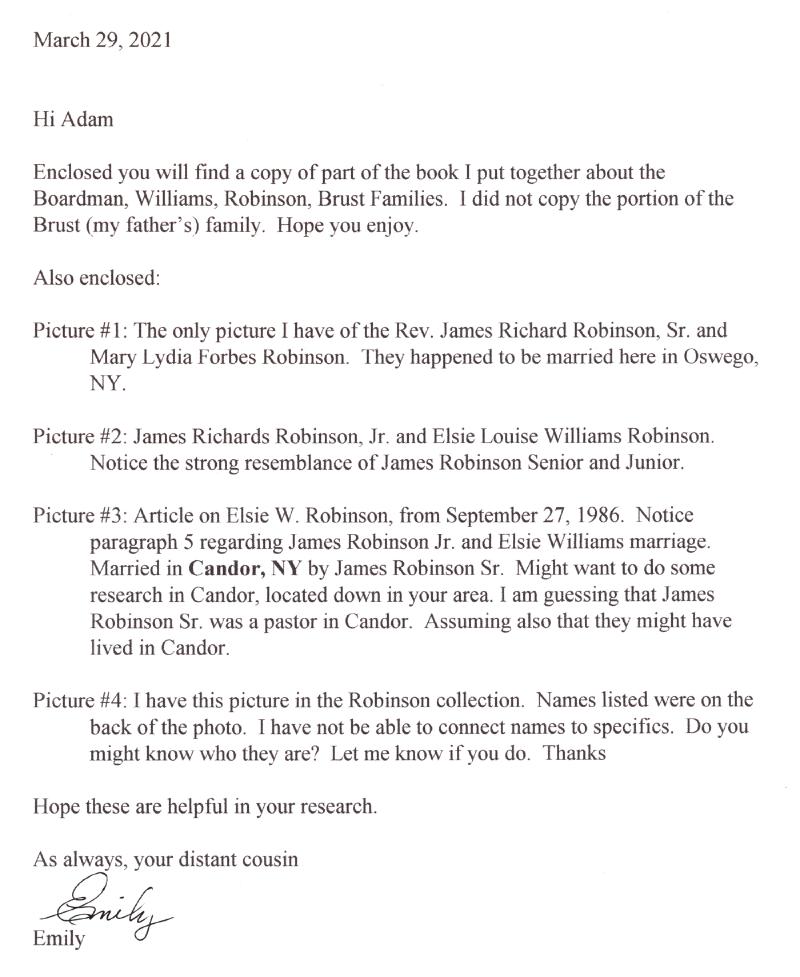 March 29, 2021
Hi Adam
Enclosed you will find a copy of part of the book I put together about the
Boardman, Williams, Robinson, Brust Families.  I did not copy the portion of the
Brust (my father's) family.  Hope you enjoy.
Also enclosed:
Picture #1: The only picture I have of the Rev. James Richard Robinson, Sr. and
Mary Lydia Forbes Robinson.  They happened to be married here in Oswego,
NY.
Picture #2: James Richards Robinson, Jr. and Elsie Louise Williams Robinson.
Notice the strong resemblance of James Robinson Senior and Junior.
Picture #3: Article on Elsie W. Robinson, from September 27, 1986.  Notice
paragraph 5 regarding James Robinson Jr. and Elsie Williams marriage.
Married in Candor, NY by James Robinson Sr.  Might want to do some
research in Candor, located down in your area. I am guessing that James
Robinson Sr. was a pastor in Candor.  Assuming also that they might have
lived in Candor.
Picture #4: I have this picture in the Robinson collection.  Names listed were on the
back of the photo.  I have not be able to connect names to specifics.  Do you
might know who they are?  Let me know if you do.  Thanks
Hope these are helpful in your research.
As always, your distant cousin
Emily
Emily